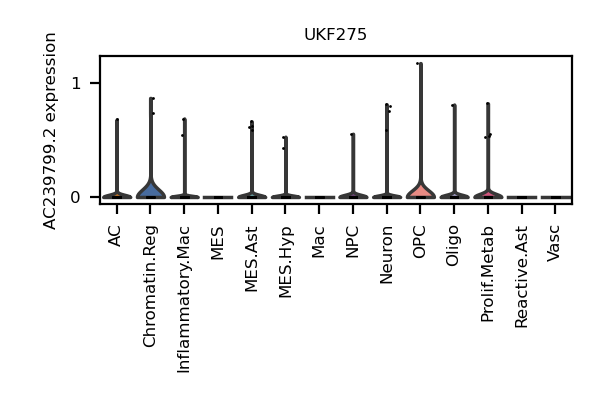 UKF275
AC239799.2 expression
1
0
AC
Chromatin.Reg
Inflammatory.Mac
MES
MES.Ast
MES.Hyp
Mac
NPC
Neuron
OPC
Oligo
Prolif.Metab
Reactive.Ast
Vasc